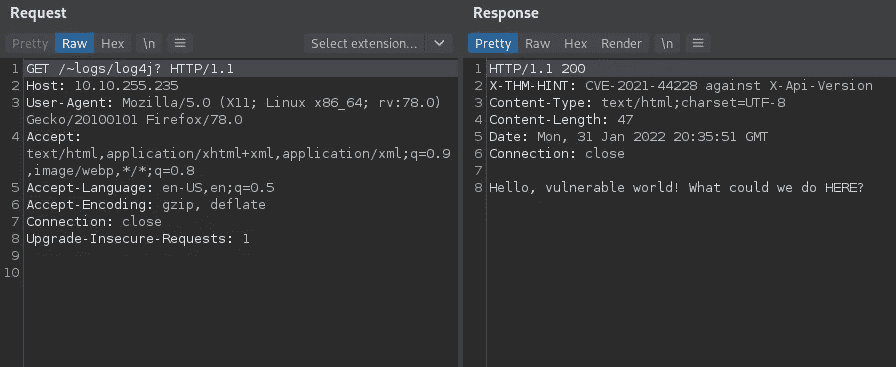 Request
Pretty Raw Hex \n ≡ Select extension...
1 GET /~logs/log4j? HTTP/1.1
2 Host: 10.10.255.235
3 User-Agent: Mozilla/5.0 (X11; Linux x86_64; rv:78.0)
Gecko/20100101 Firefox/78.0
4 Accept:
text/html,application/xhtml+xml,application/xml;q=0.9
,image/webp,*/*;q=0.8
5 Accept-Language: en-US,en;q=0.5
6 Accept-Encoding: gzip, deflate
7 Connection: close
8 Upgrade-Insecure-Requests: 1
9
10
Response
Pretty Raw Hex Render \n ≡
1 HTTP/1.1 200
2 X-THM-HINT: CVE-2021-44228 against X-Api-Version
3 Content-Type: text/html;charset=UTF-8
4 Content-Length: 47
5 Date: Mon, 31 Jan 2022 20:35:51 GMT
6 Connection: close
7
8 Hello, vulnerable world! What could we do HERE?